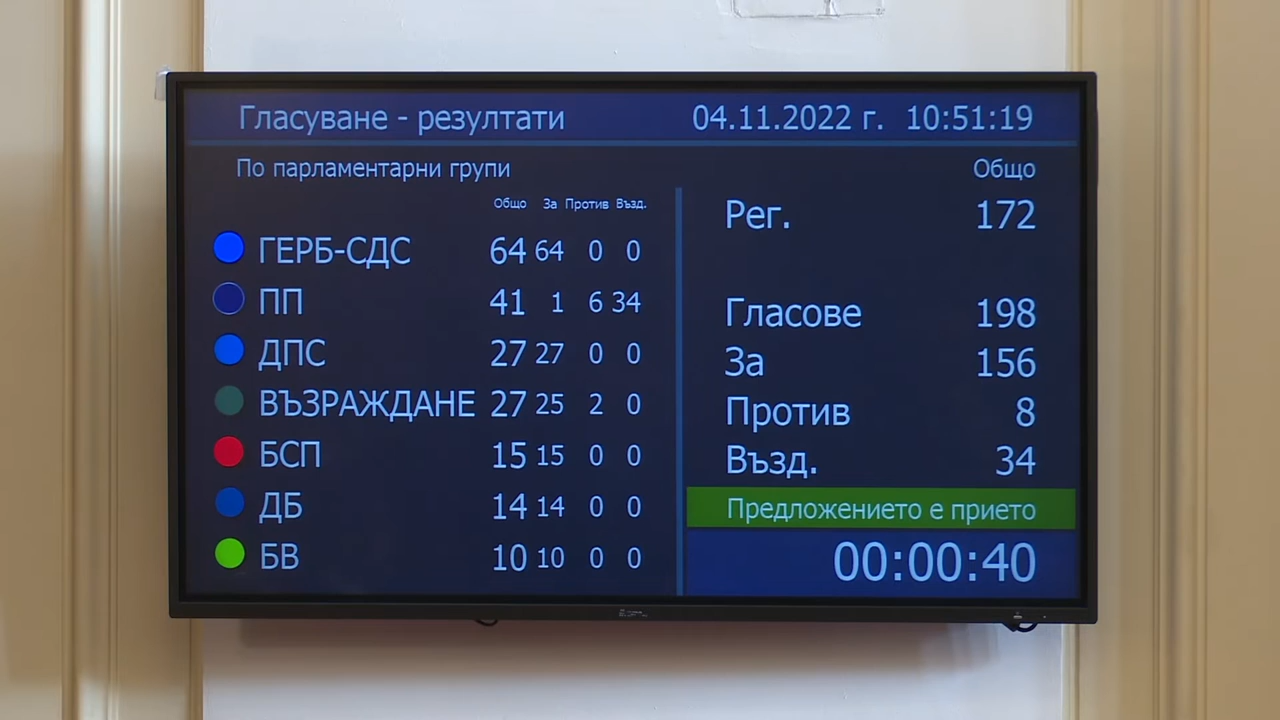 Гласуване - резултати 04.11.2022 г. 10:51:19
По парламентарни групи Общо
Общо За Против Възд.
ГЕРБ-СДС 64 64 0 0
ПП 41 1 6 34
ДПС 27 27 0 0
ВЪЗРАЖДАНЕ 27 25 2 0
БСП 15 15 0 0
ДБ 14 14 0 0
БВ 10 10 0 0
Рег. 172
Гласове 198
За 156
Против 8
Възд. 34
Предложението е прието
00:00:40